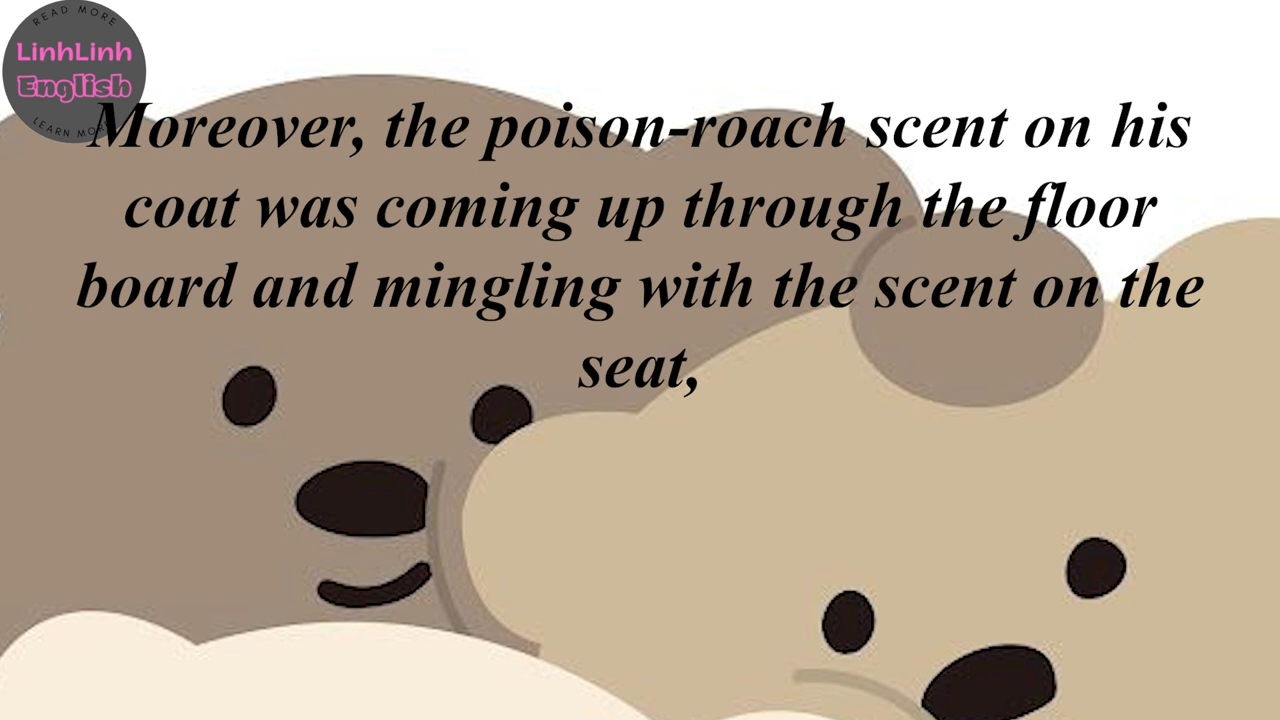 READ MORE
LinhLinh
English
LEARN MORE
Moreover, the poison-roach scent on his
coat was coming up through the floor
board and mingling with the scent on the
seat,